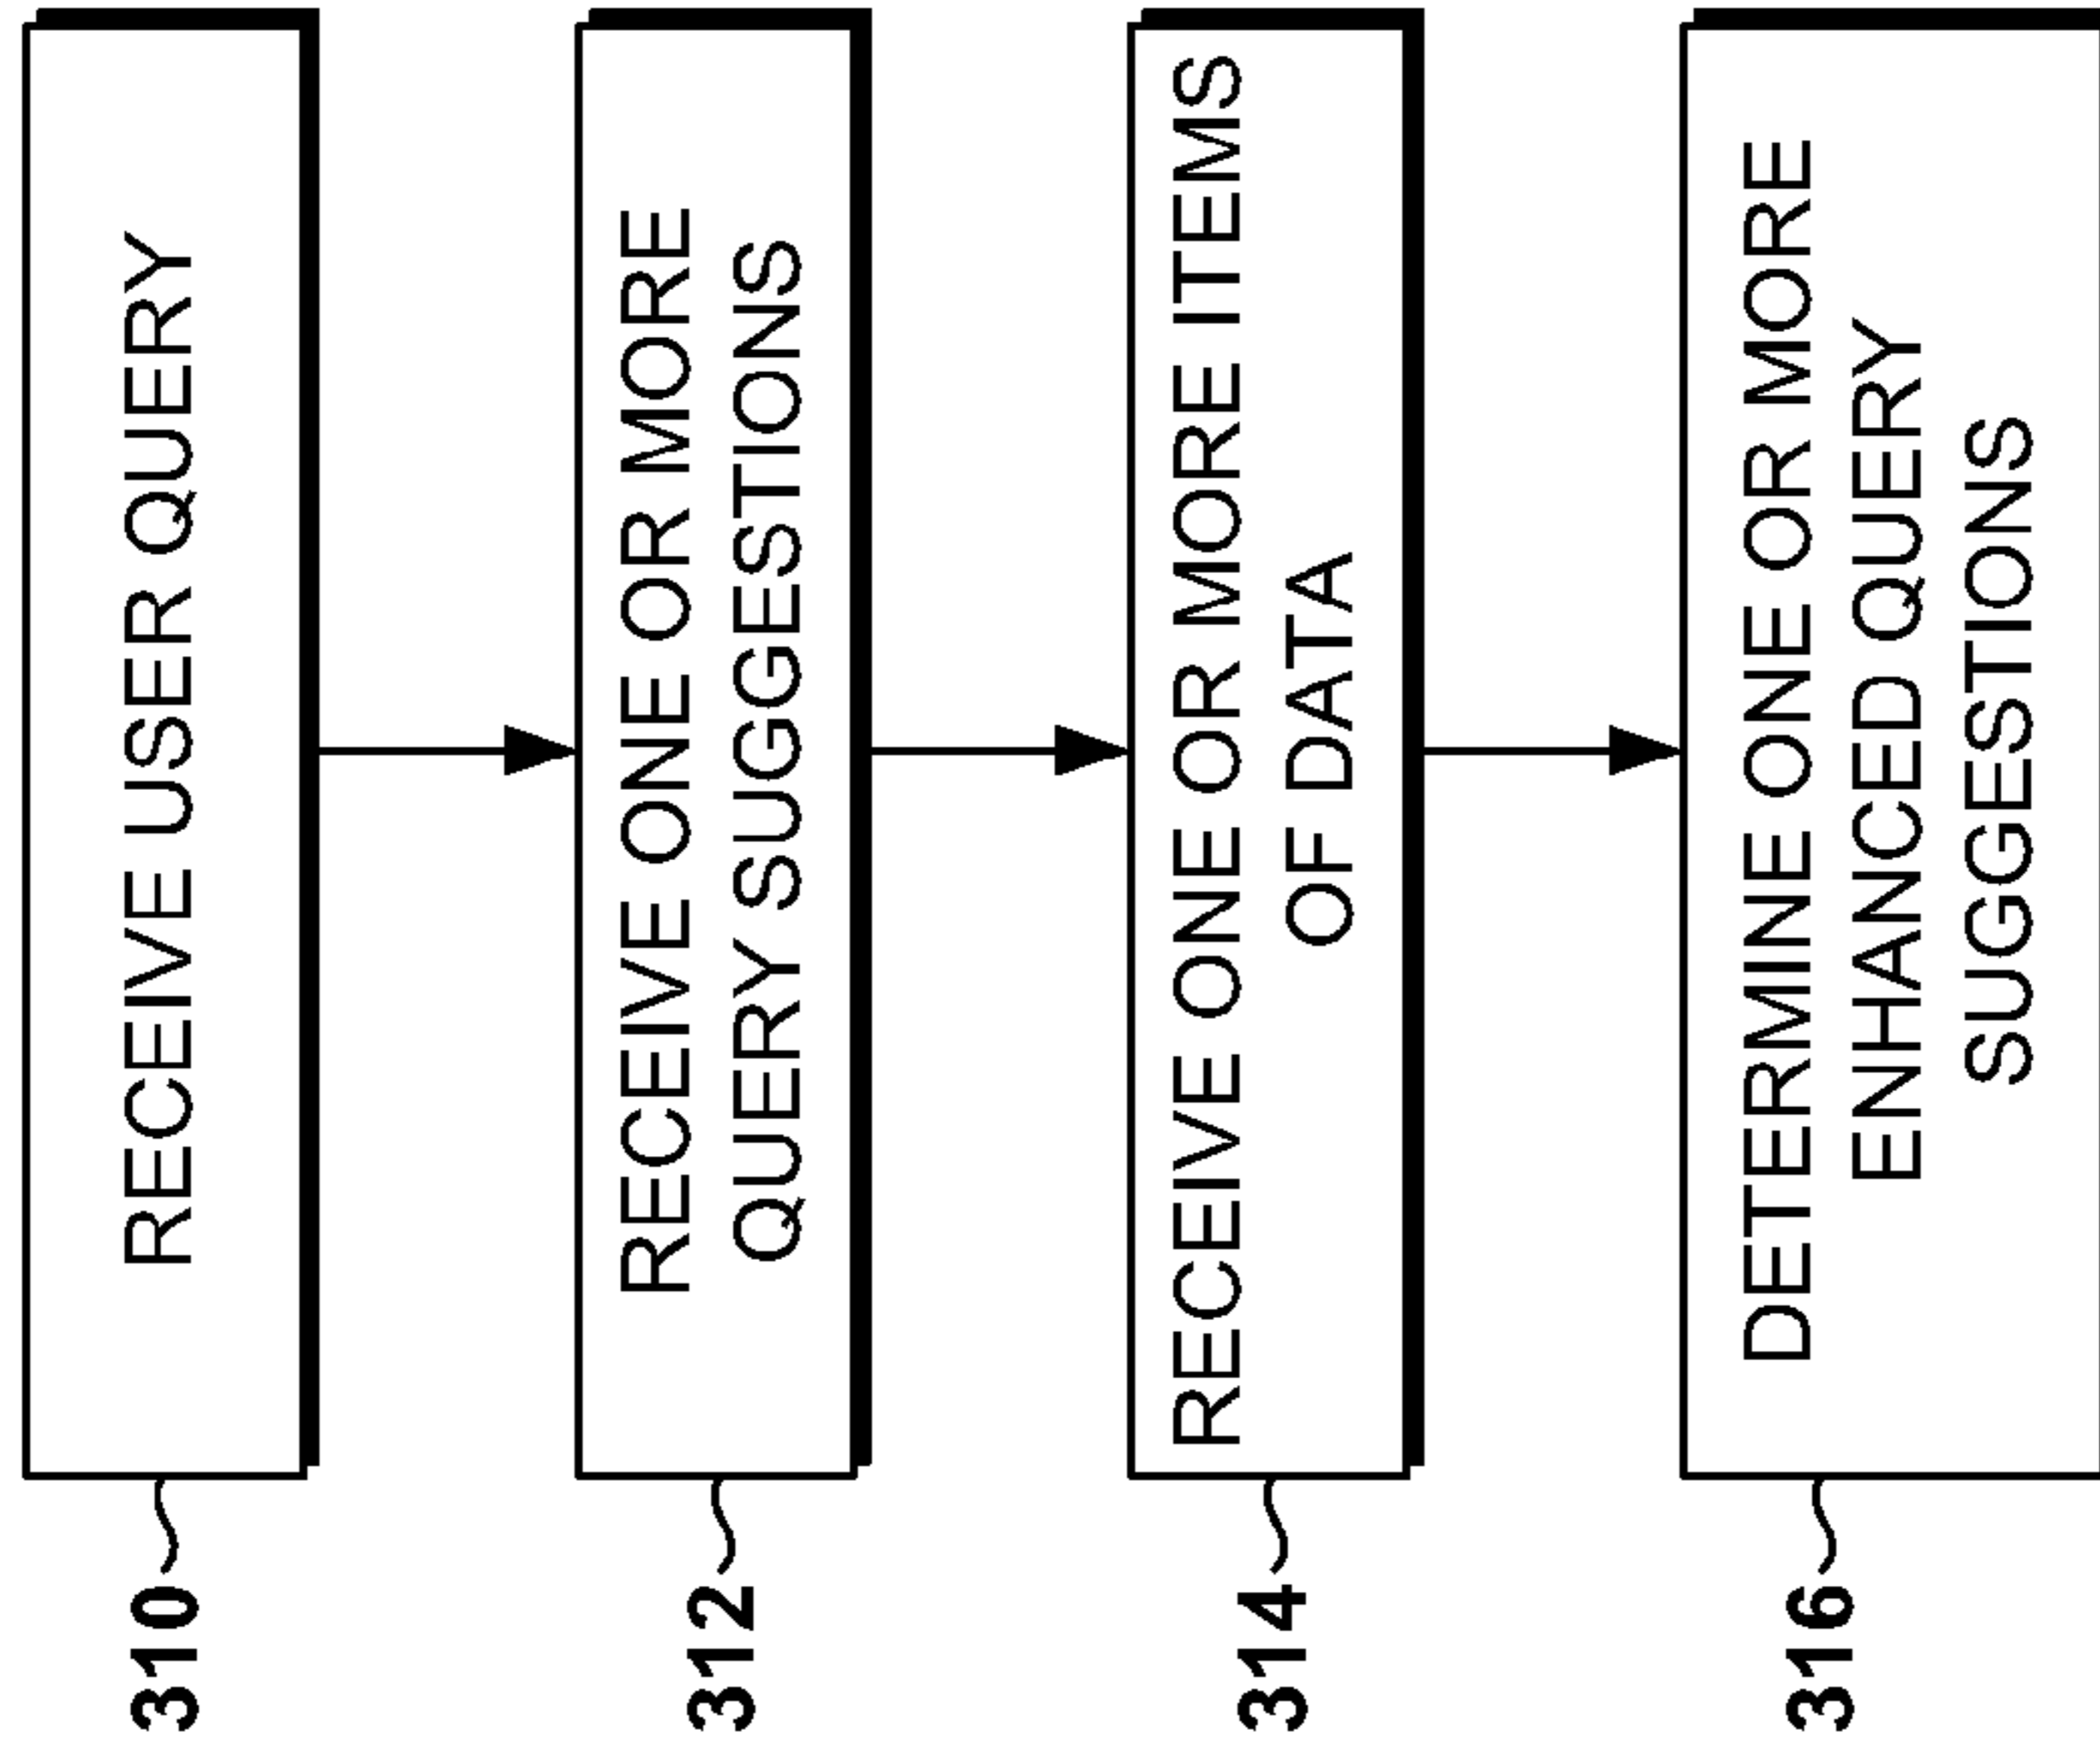 310
RECEIVE USER QUERY
312
RECEIVE ONE OR MORE
QUERY SUGGESTIONS
314
RECEIVE ONE OR MORE ITEMS
OF DATA
316
DETERMINE ONE OR MORE
ENHANCED QUERY
SUGGESTIONS